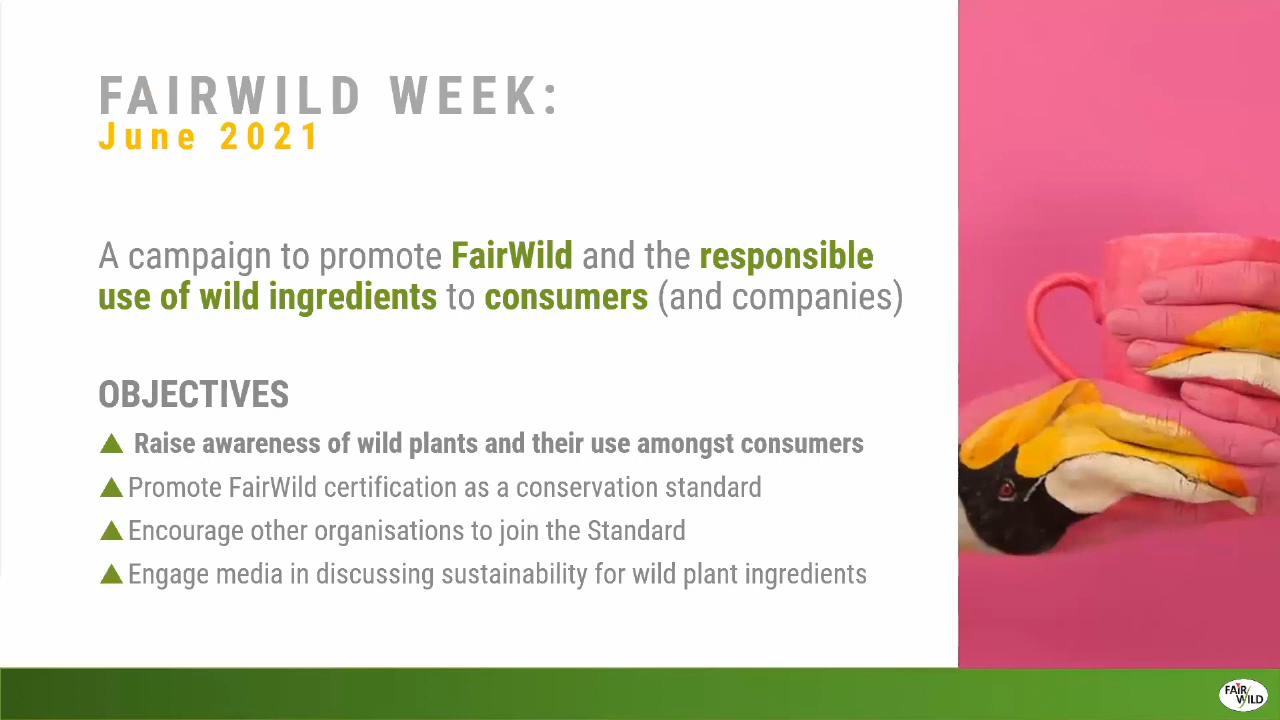 FAIRWILD WEEK:
June 2021
A campaign to promote FairWild and the responsible
use of wild ingredients to consumers (and companies)
OBJECTIVES
Raise awareness of wild plants and their use amongst consumers
Promote FairWild certification as a conservation standard
Encourage other organisations to join the Standard
Engage media in discussing sustainability for wild plant ingredients
FAIR
WILD